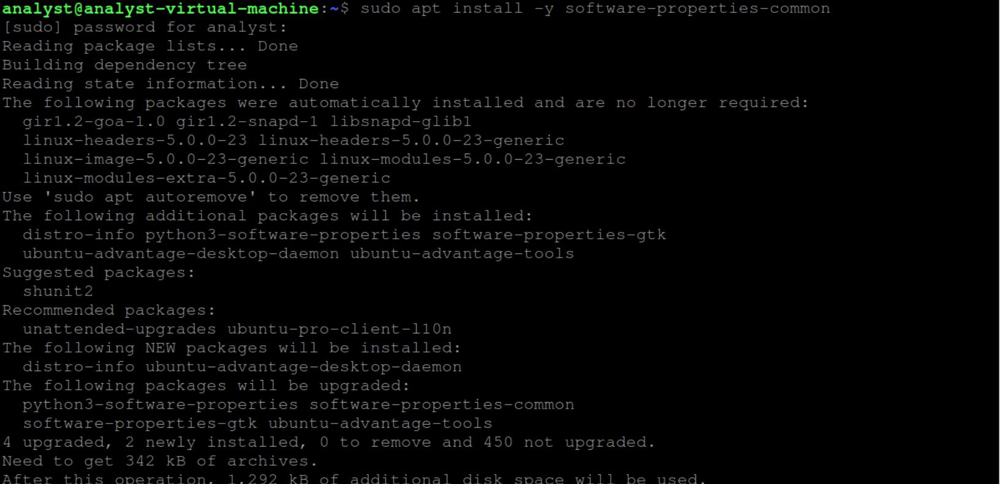 analyst@analyst-virtual-machine:~$ sudo apt install -y software-properties-common
[sudo] password for analyst:
Reading package lists... Done
Building dependency tree
Reading state information... Done
The following packages were automatically installed and are no longer required:
  gir1.2-goa-1.0 gir1.2-snapd-1 libsnapd-glib1
  linux-headers-5.0.0-23 linux-headers-5.0.0-23-generic
  linux-image-5.0.0-23-generic linux-modules-5.0.0-23-generic
  linux-modules-extra-5.0.0-23-generic
Use 'sudo apt autoremove' to remove them.
The following additional packages will be installed:
  distro-info python3-software-properties software-properties-gtk
  ubuntu-advantage-desktop-daemon ubuntu-advantage-tools
Suggested packages:
  shunit2
Recommended packages:
  unattended-upgrades ubuntu-pro-client-l10n
The following NEW packages will be installed:
  distro-info ubuntu-advantage-desktop-daemon
The following packages will be upgraded:
  python3-software-properties software-properties-common
  software-properties-gtk ubuntu-advantage-tools
4 upgraded, 2 newly installed, 0 to remove and 450 not upgraded.
Need to get 342 kB of archives.
After this operation, 1,292 kB of additional disk space will be used.